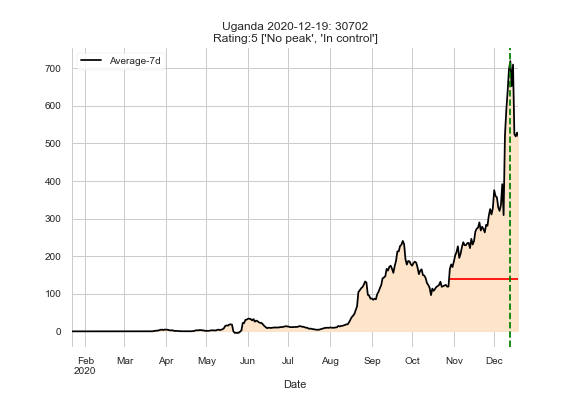 Uganda 2020-12-19: 30702
Rating:5 ['No peak', 'In control']
Average-7d
700
600
500
400
300
200
100
0
Feb Mar Apr May Jun Jul Aug Sep Oct Nov Dec
2020
Date